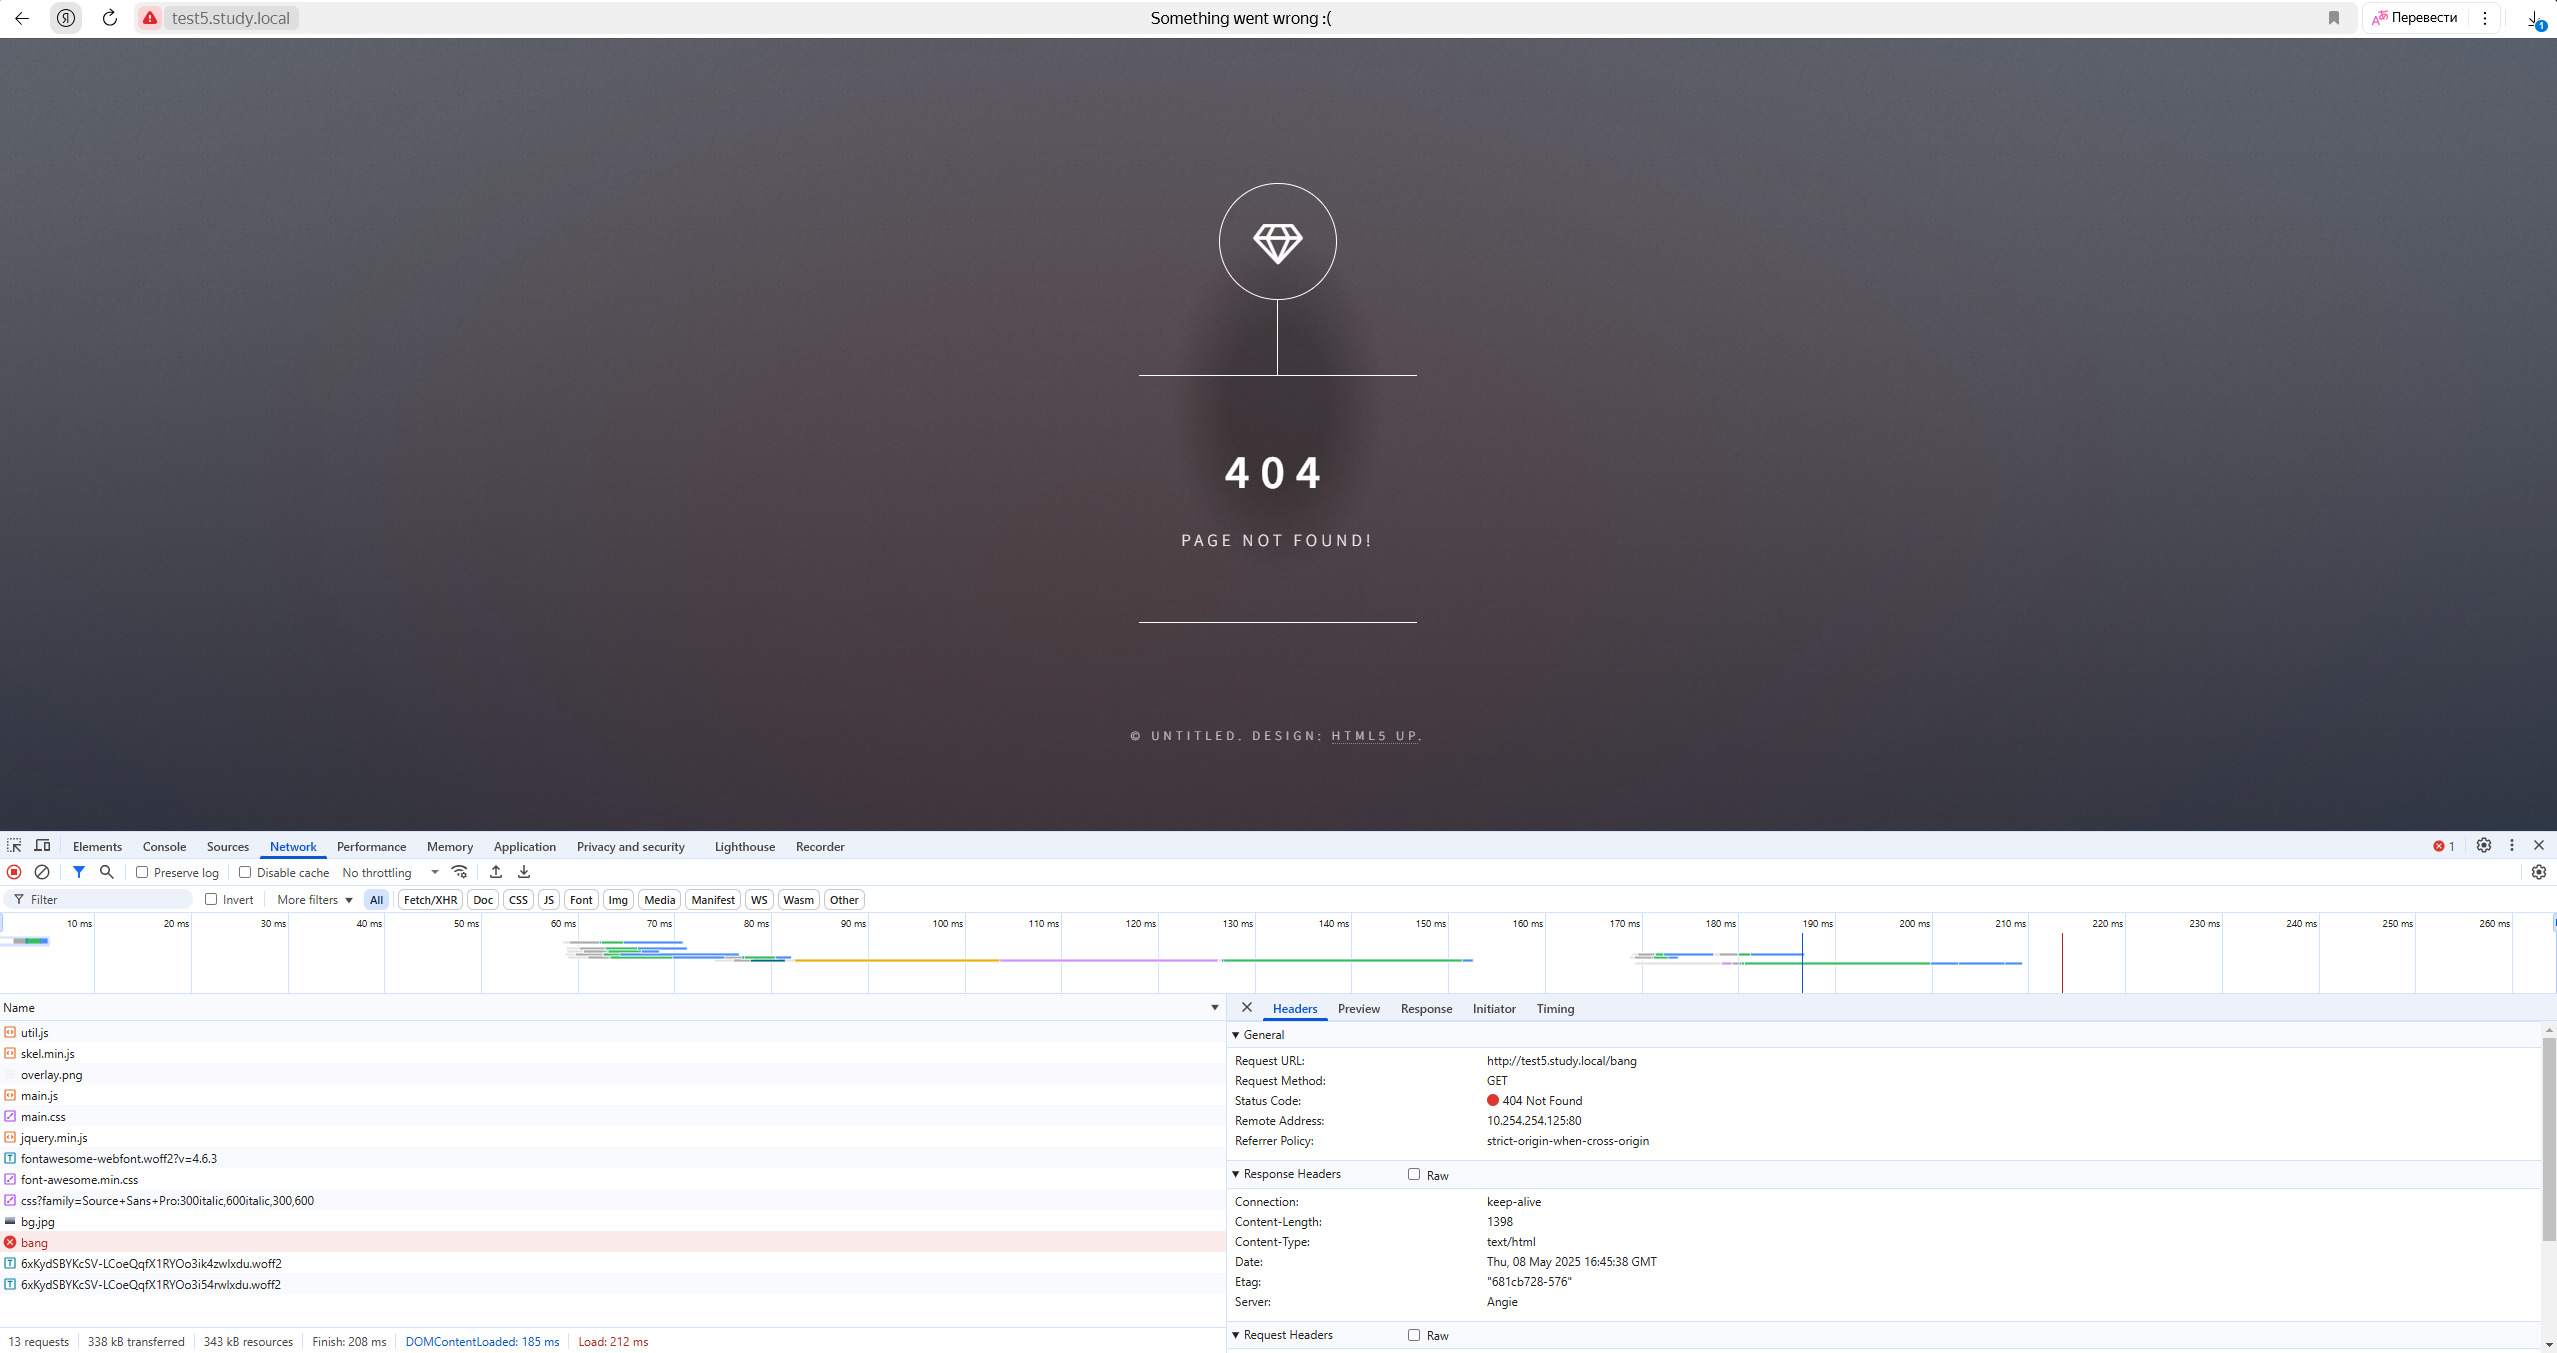 test5.study.local
Something went wrong :(
Перевести
1
404
PAGE NOT FOUND!
© UNTITLED. DESIGN: HTML5 UP.
Elements Console Sources Network Performance Memory Application Privacy and security Lighthouse Recorder 1
Preserve log Disable cache No throttling
Filter Invert More filters All Fetch/XHR Doc CSS JS Font Img Media Manifest WS Wasm Other
10 ms 20 ms 30 ms 40 ms 50 ms 60 ms 70 ms 80 ms 90 ms 100 ms 110 ms 120 ms 130 ms 140 ms 150 ms 160 ms 170 ms 180 ms 190 ms 200 ms 210 ms 220 ms 230 ms 240 ms 250 ms 260 ms
Name
util.js
skel.min.js
overlay.png
main.js
main.css
jquery.min.js
fontawesome-webfont.woff2?v=4.6.3
font-awesome.min.css
css?family=Source+Sans+Pro:300italic,600italic,300,600
bg.jpg
bang
6xKydSBYKcSV-LCoeQqfX1RYOo3ik4zwlxdu.woff2
6xKydSBYKcSV-LCoeQqfX1RYOo3i54rwlxdu.woff2
13 requests 338 kB transferred 343 kB resources Finish: 208 ms DOMContentLoaded: 185 ms Load: 212 ms
Headers Preview Response Initiator Timing
General
Request URL: http://test5.study.local/bang
Request Method: GET
Status Code: 404 Not Found
Remote Address: 10.254.254.125:80
Referrer Policy: strict-origin-when-cross-origin
Response Headers Raw
Connection: keep-alive
Content-Length: 1398
Content-Type: text/html
Date: Thu, 08 May 2025 16:45:38 GMT
Etag: "681cb728-576"
Server: Angie
Request Headers Raw